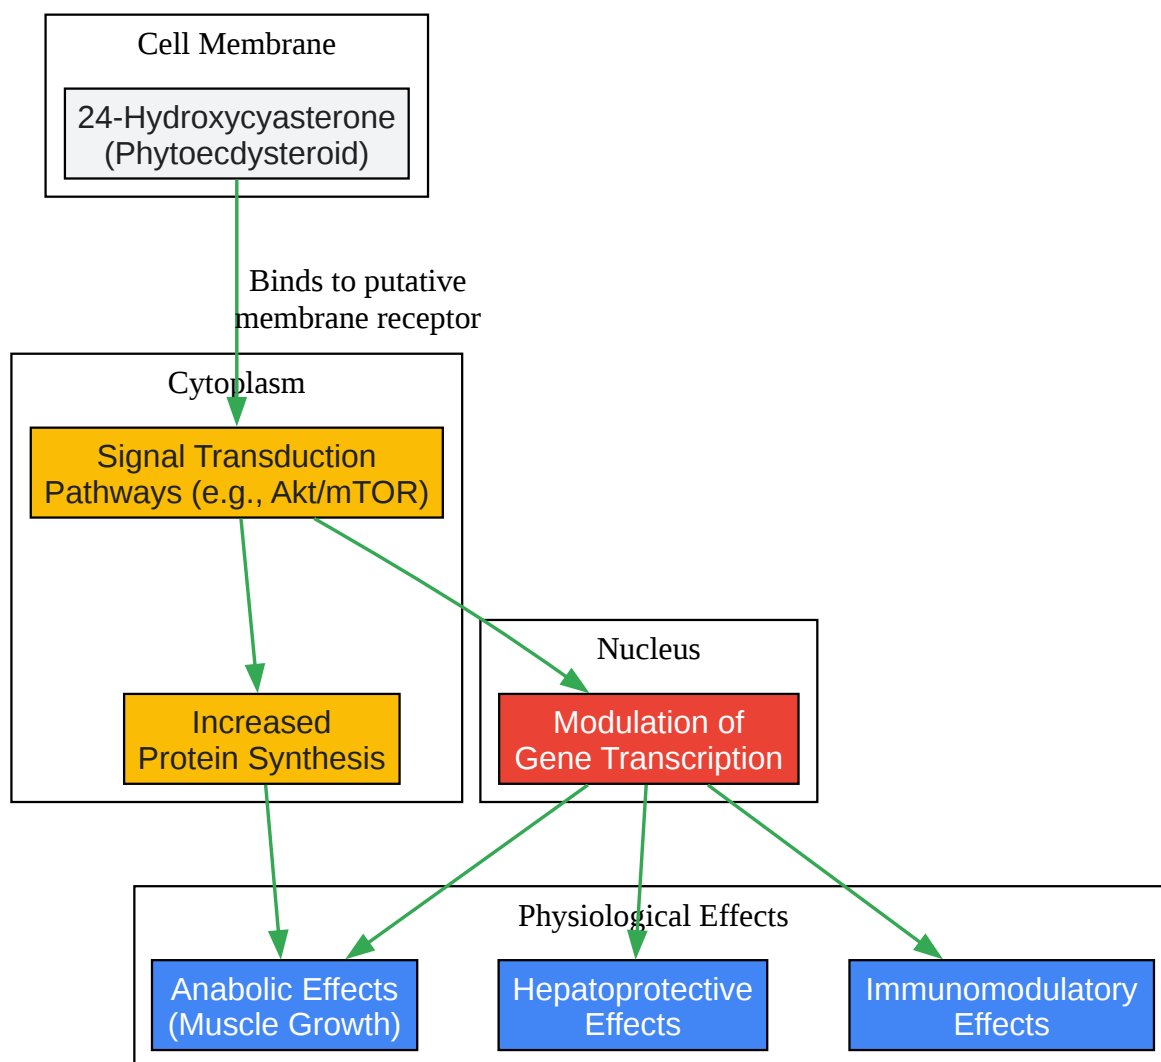 Cell Membrane
24-Hydroxycyasterone
(Phytoecdysteroid)
Binds to putative
membrane receptor
Cytoplasm
Signal Transduction
Pathways (e.g., Akt/mTOR)
Nucleus
Increased
Protein Synthesis
Modulation of
Gene Transcription
Physiological Effects
Anabolic Effects
(Muscle Growth)
Hepatoprotective
Effects
Immunomodulatory
Effects